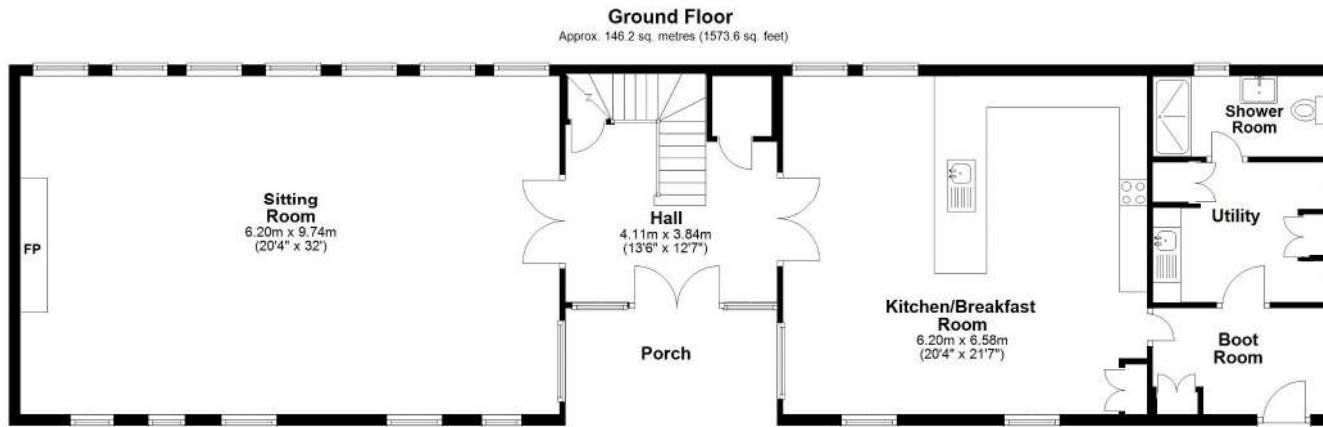 Ground Floor
Approx. 146.2 sq. metres (1573.6 sq. feet)
Shower
Room
Sitting
Room
6.20m x 9.74m
(20'4" x 32')
FP
Hall
4.11m x 3.84m
(13'6" x 12'7")
Utility
Kitchen/Breakfast
Room
6.20m x 6.58m
(20'4" x 21'7")
Porch
Boot
Room